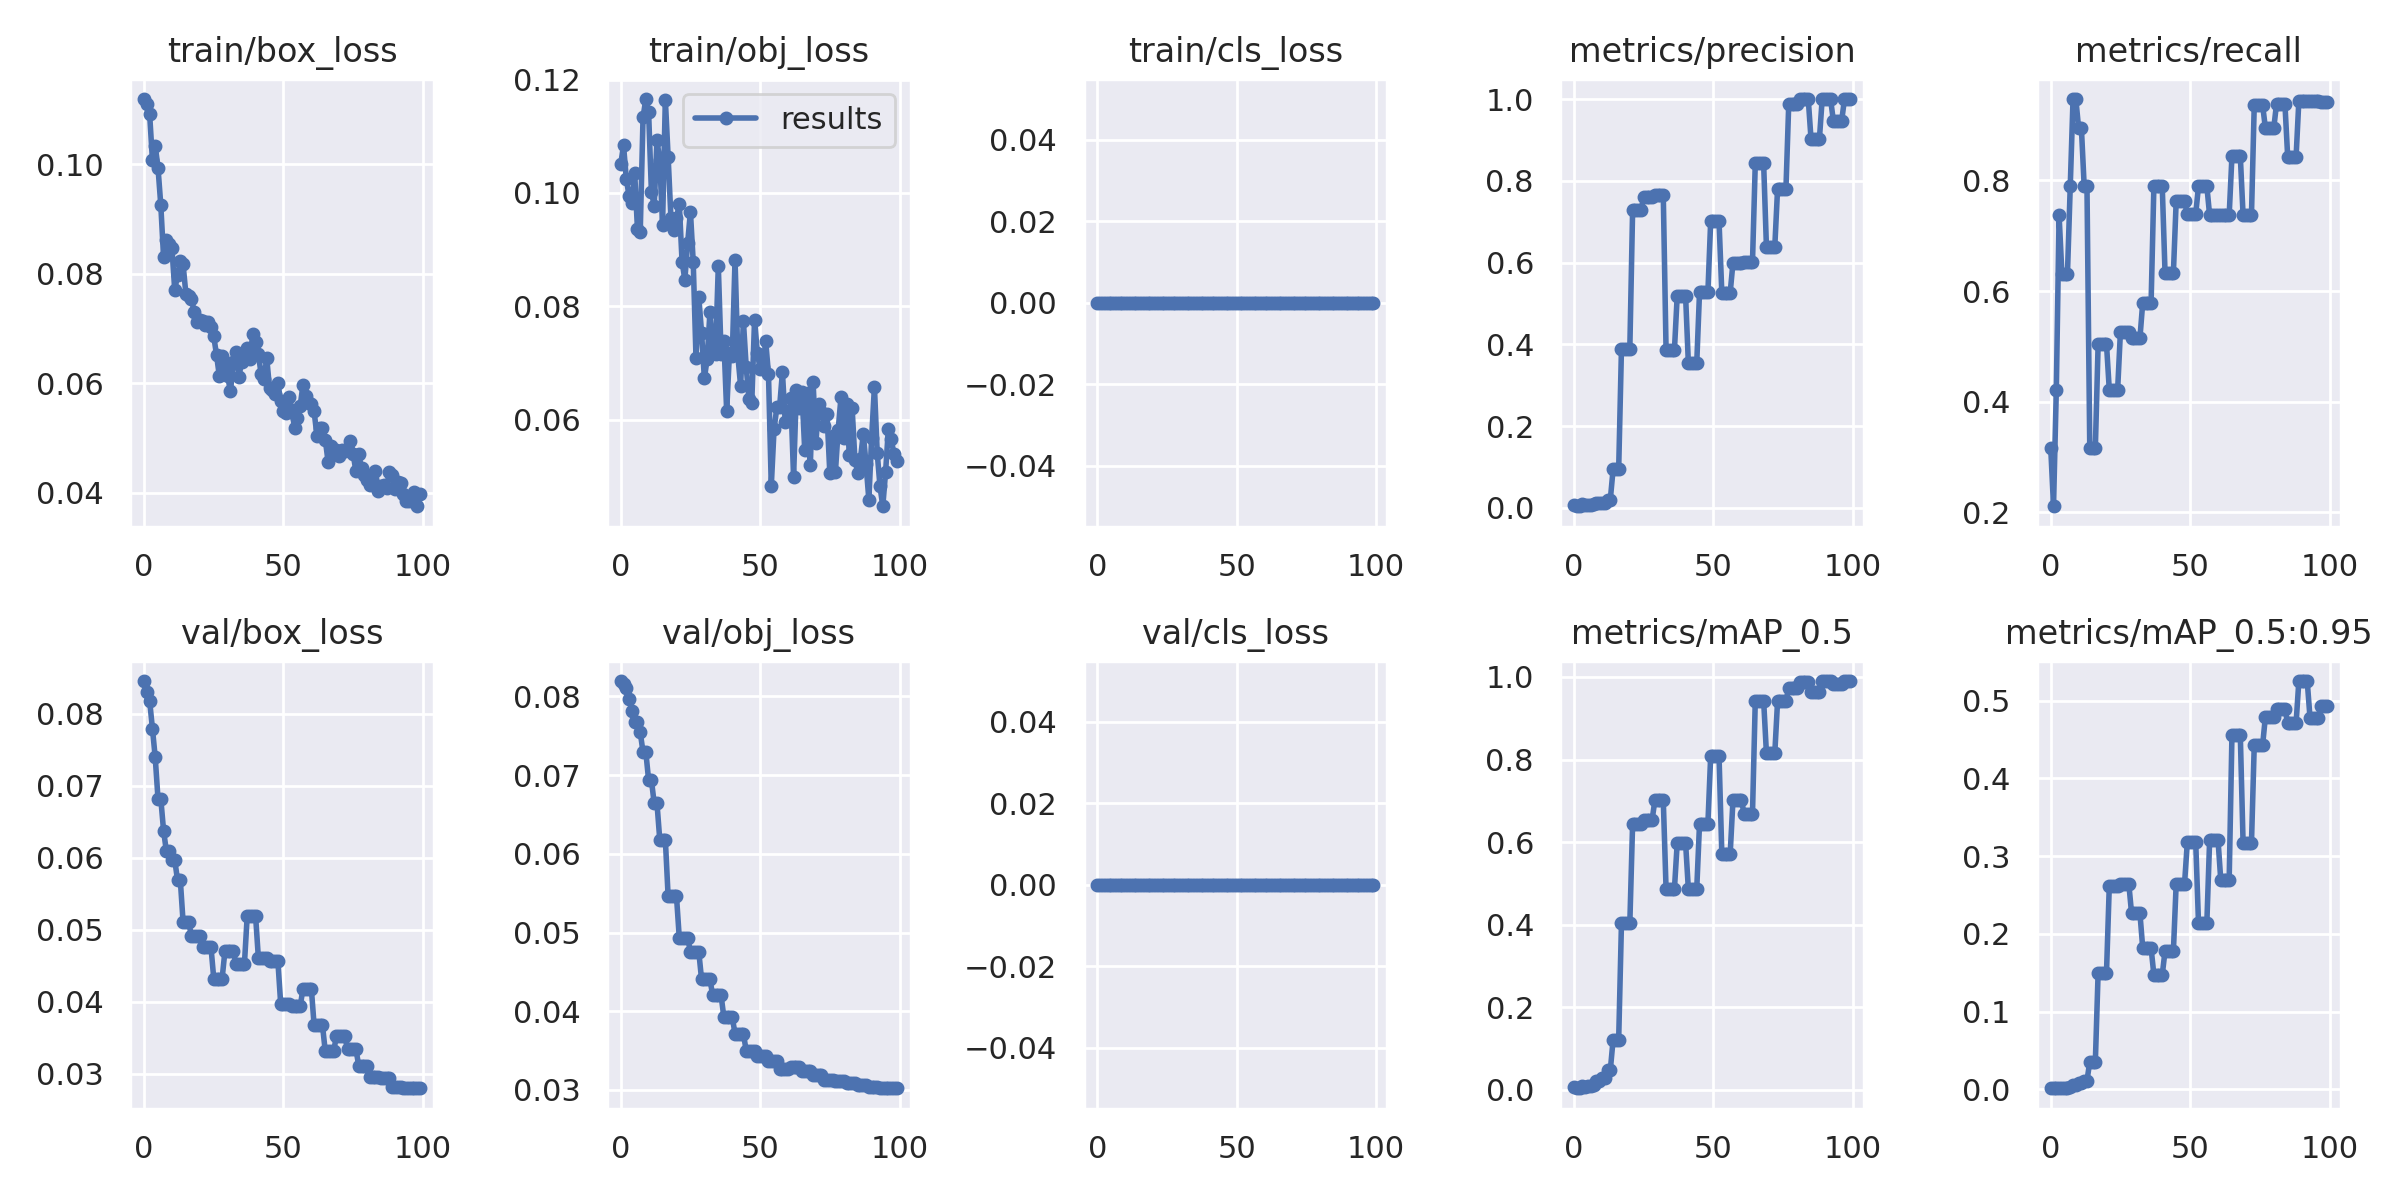 train/box_loss
0.10
0.08
0.06
0.04
0 50 100
train/obj_loss
results
0.12
0.10
0.08
0.06
0 50 100
train/cls_loss
0.04
0.02
0.00
−0.02
−0.04
0 50 100
metrics/precision
1.0
0.8
0.6
0.4
0.2
0.0
0 50 100
metrics/recall
0.8
0.6
0.4
0.2
0 50 100
val/box_loss
0.08
0.07
0.06
0.05
0.04
0.03
0 50 100
val/obj_loss
0.08
0.07
0.06
0.05
0.04
0.03
0 50 100
val/cls_loss
0.04
0.02
0.00
−0.02
−0.04
0 50 100
metrics/mAP_0.5
1.0
0.8
0.6
0.4
0.2
0.0
0 50 100
metrics/mAP_0.5:0.95
0.5
0.4
0.3
0.2
0.1
0.0
0 50 100